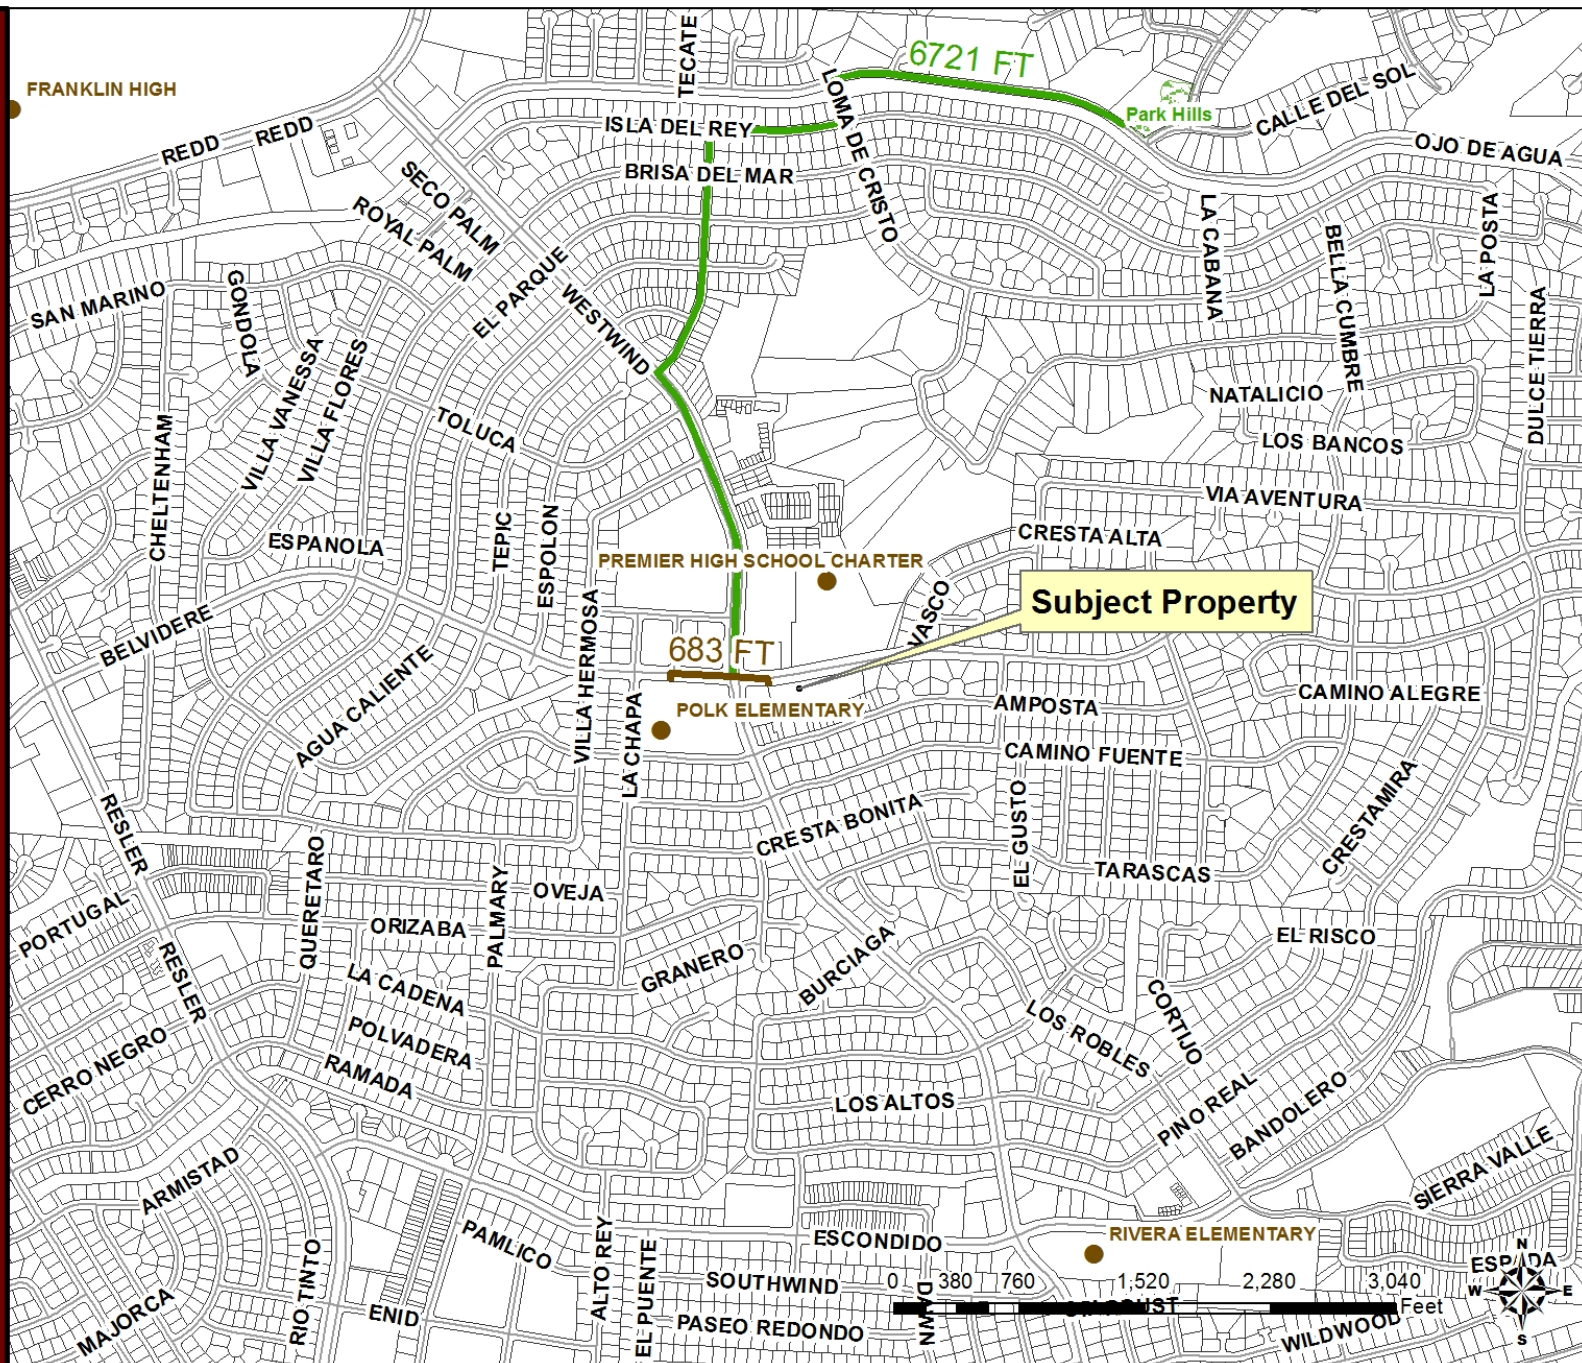 TECATE
6721 FT
FRANKLIN HIGH
LOMA DE CRISTO
Park Hills
CALLE DEL SOL
REDD
REDD
ISLA DEL REY
OJO DE AGUA
BRISA DEL MAR
SECO PALM
ROYAL PALM
LA CABANA
LA POSTA
BELLA CUMBRE
EL PARQUE
GONDOLA
SAN MARINO
WESTWIND
DULCE TIERRA
VILLA VANESSA
VILLA FLORES
NATALICIO
TOLUCA
LOS BANCOS
CHELTENHAM
VIA AVENTURA
TEPIC
ESPOLON
ESPANOLA
CRESTA ALTA
PREMIER HIGH SCHOOL CHARTER
VASCO
Subject Property
BELVIDERE
VILLA HERMOSA
683 FT
AGUA CALIENTE
CAMINO ALEGRE
LA CHAPA
POLK ELEMENTARY
AMPOSTA
CAMINO FUENTE
RESLER
CRESTA BONITA
EL GUSTO
CRESTAMIRA
TARASCAS
QUERETARO
PALMARY
OVEJA
PORTUGAL
ORIZABA
EL RISCO
RESLER
GRANERO
BURCIAGA
LA CADENA
CORTIJO
LOS ROBLES
POLVADERA
CERRO NEGRO
RAMADA
LOS ALTOS
PINO REAL
BANDOLERO
ARMISTAD
SIERRA VALLE
PAMLICO
ALTO REY
ESCONDIDO
RIVERA ELEMENTARY
RIO TINTO
EL PUENTE
SOUTHWIND
N
ESPADA
W
E
S
0 380 760 1,520 2,280 3,040
Feet
DAWN
MAJORCA
ENID
PASEO REDONDO
WILDWOOD